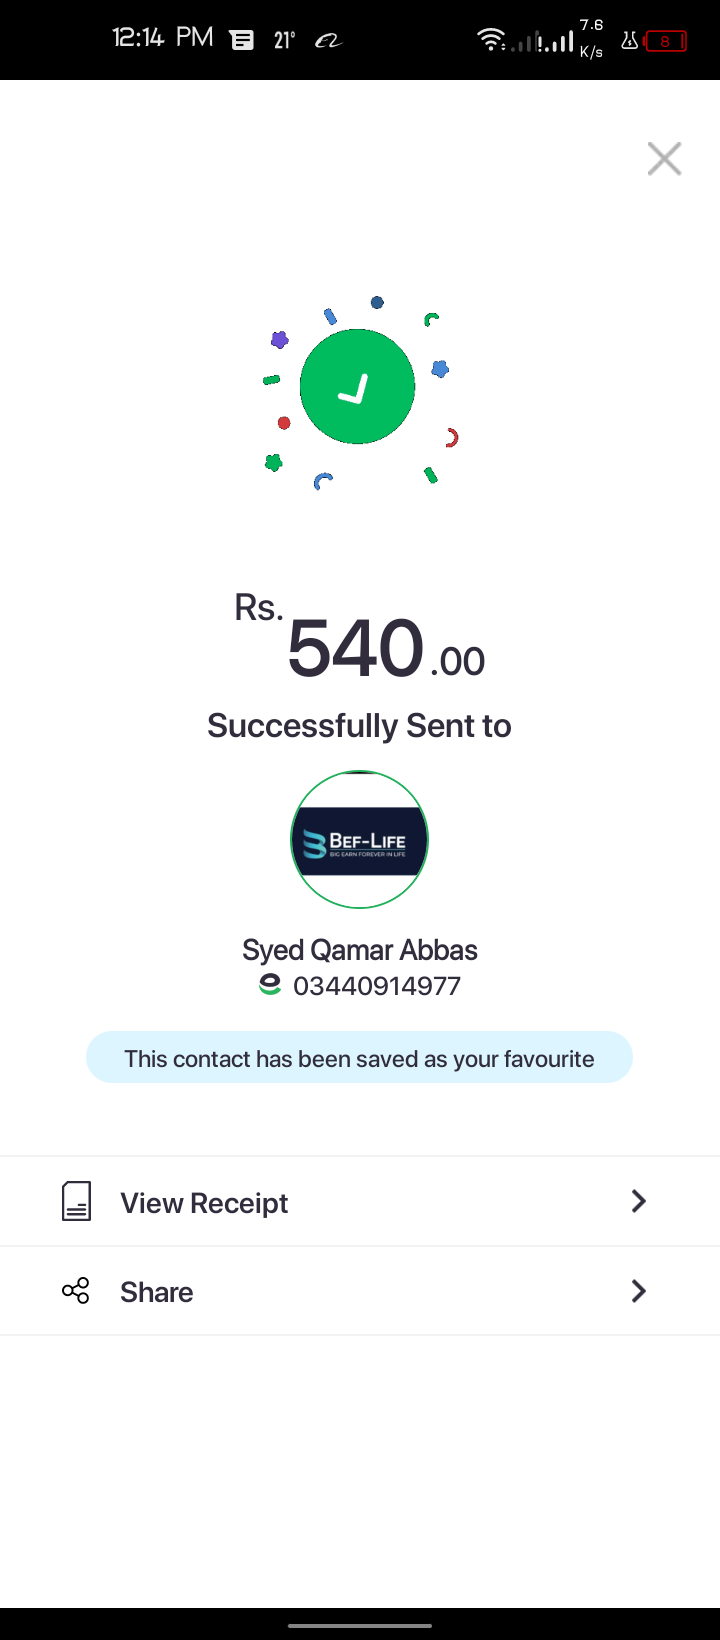 12:14 PM 21° 7.6 K/s 8
Rs. 540.00
Successfully Sent to
BEF-LIFE
BIG EARN FOREVER IN LIFE
Syed Qamar Abbas
03440914977
This contact has been saved as your favourite
View Receipt
Share